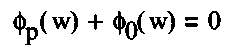 ϕₚ(w) + ϕ₀(w) = 0